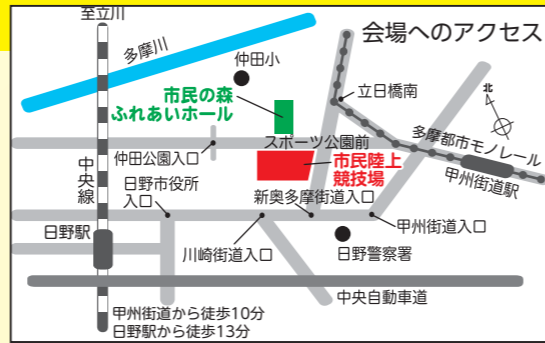 至立川
会場へのアクセス
多摩川
仲田小
市民の森
ふれあいホール
立日橋南
北
スポーツ公園前
多摩都市モノレール
仲田公園入口
市民陸上
競技場
甲州街道駅
中央線
日野市役所
入口
新奥多摩街道入口
日野駅
川崎街道入口
甲州街道入口
日野警察署
中央自動車道
甲州街道から徒歩10分
日野駅から徒歩13分